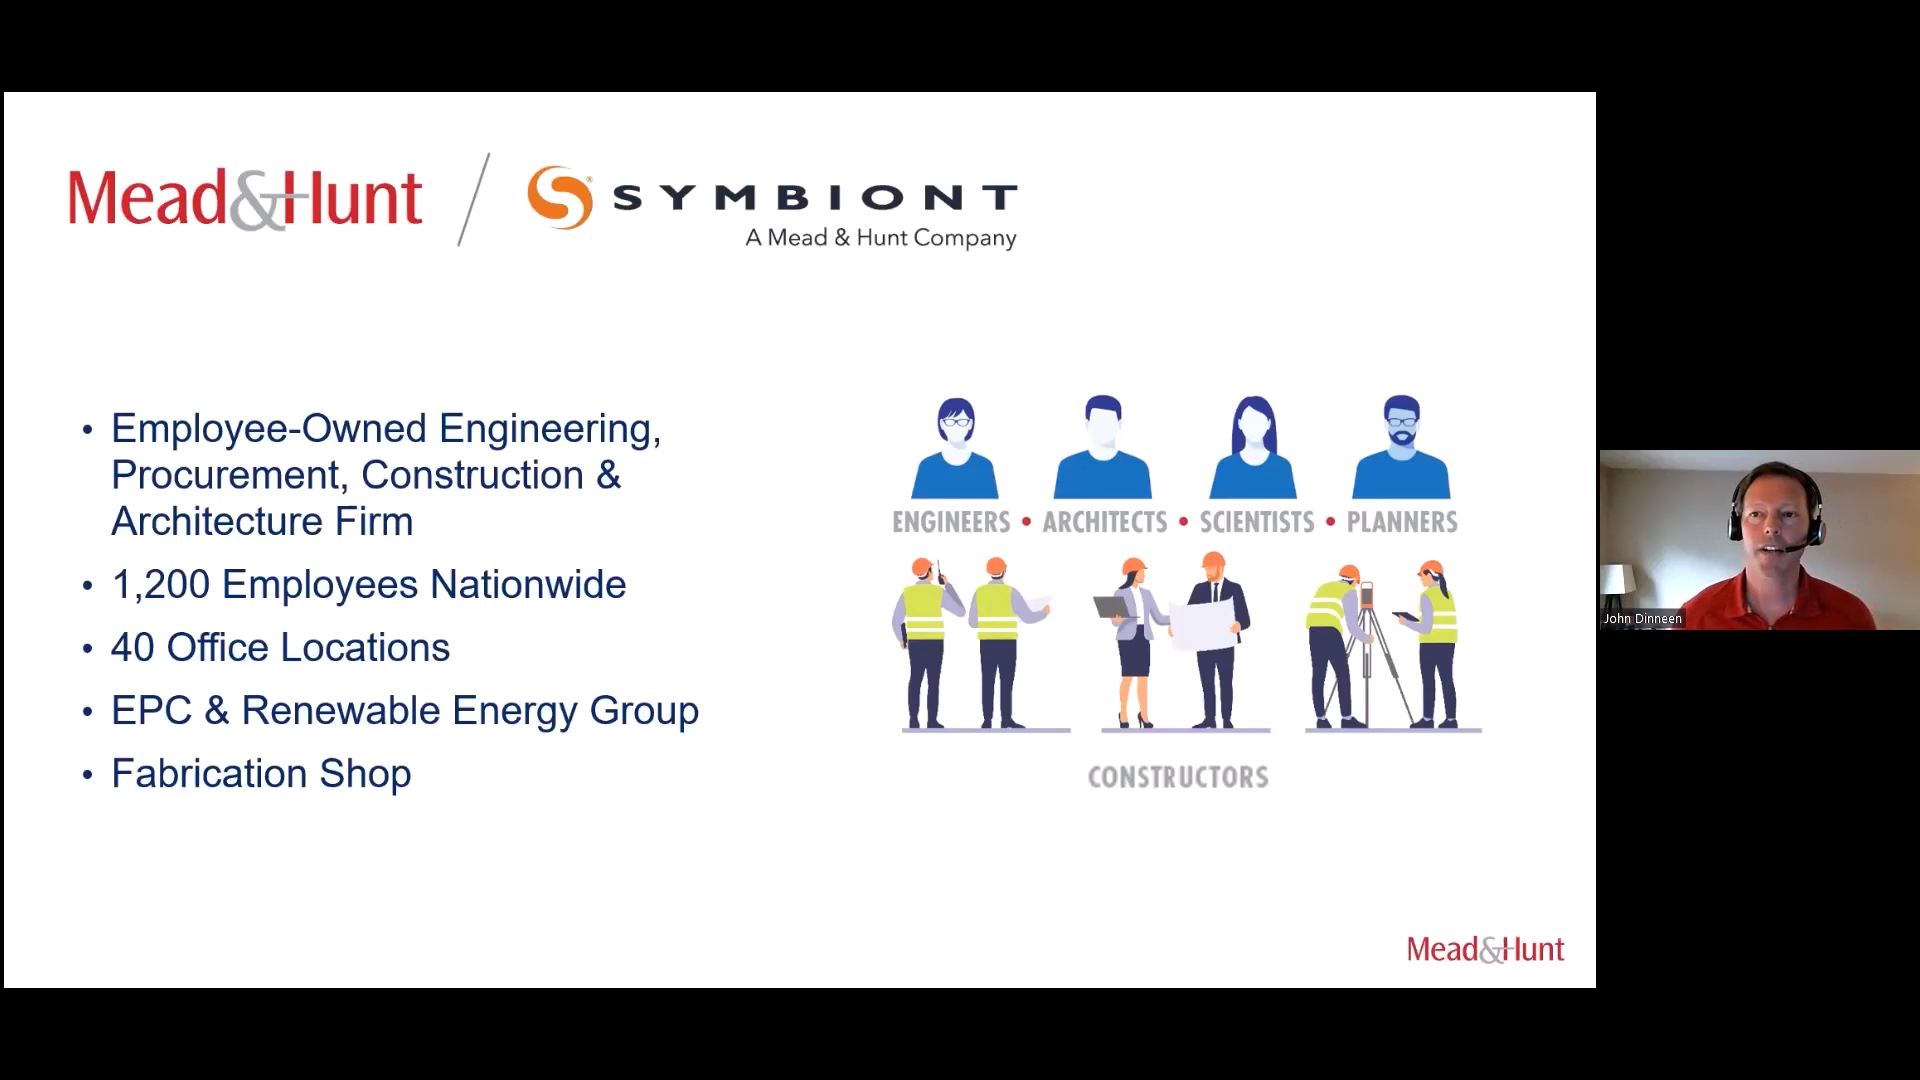 Mead&Hunt
SYMBIONT
A Mead & Hunt Company
• Employee-Owned Engineering,
Procurement, Construction &
Architecture Firm
• 1,200 Employees Nationwide
• 40 Office Locations
• EPC & Renewable Energy Group
• Fabrication Shop
ENGINEERS • ARCHITECTS • SCIENTISTS • PLANNERS
CONSTRUCTORS
John Dinneen
Mead&Hunt